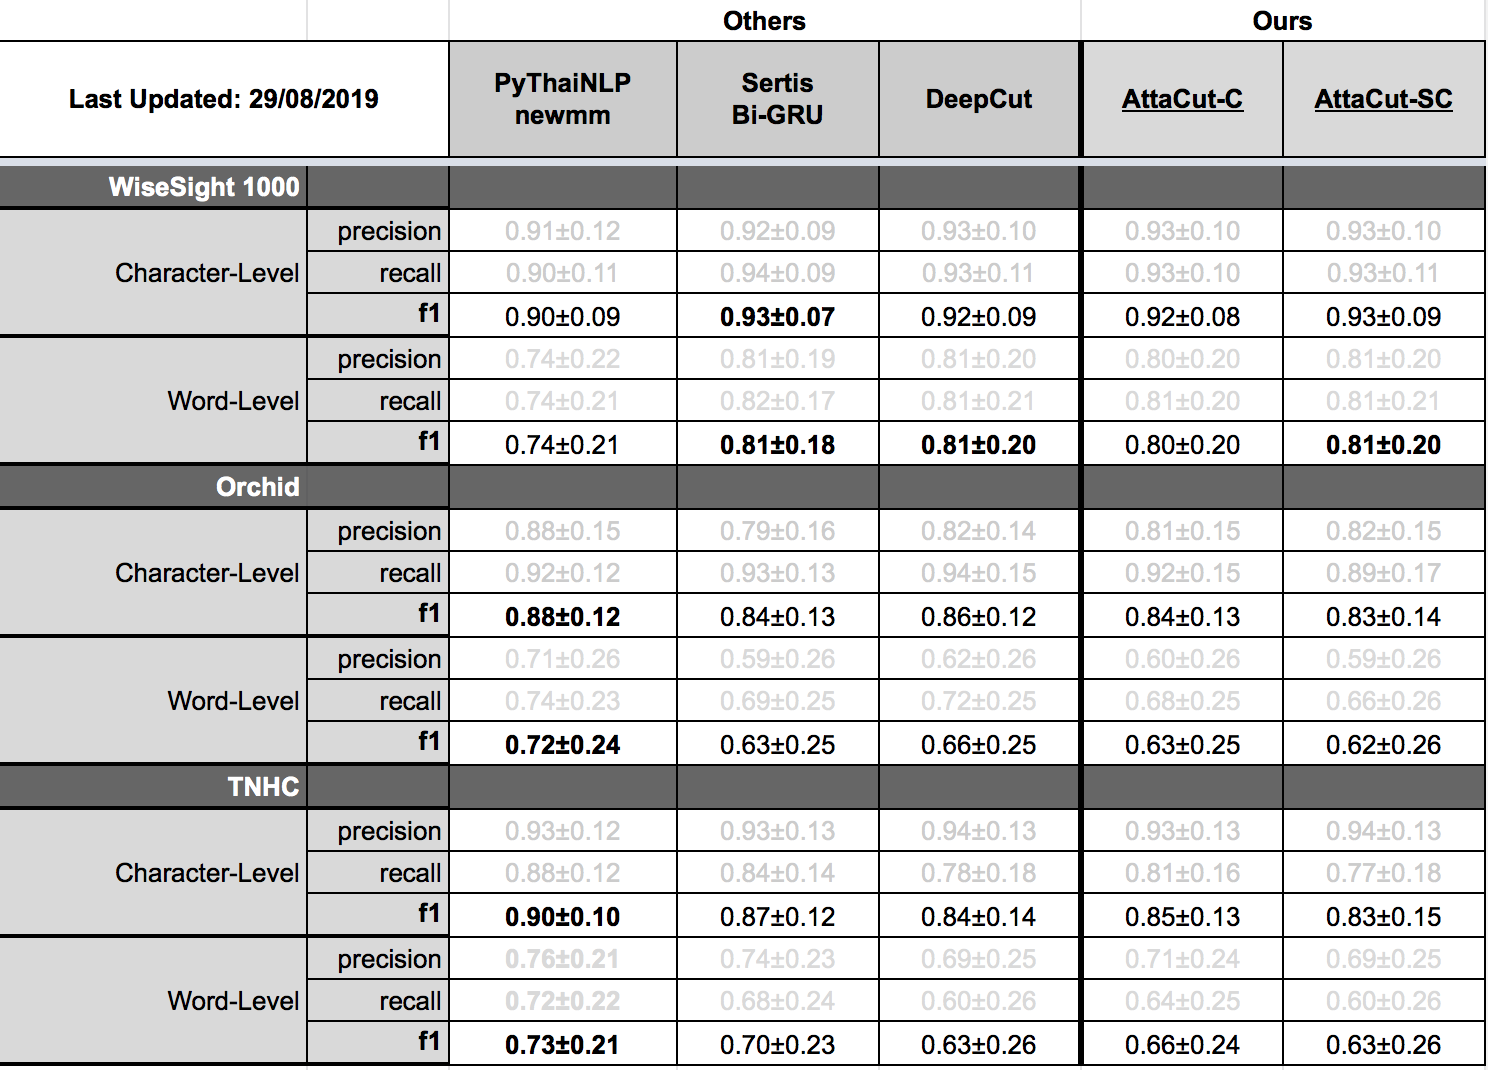 Others Ours
Last Updated: 29/08/2019 PyThaiNLP newmm Sertis Bi-GRU DeepCut AttaCut-C AttaCut-SC
WiseSight 1000
Character-Level
precision 0.91±0.12 0.92±0.09 0.93±0.10 0.93±0.10 0.93±0.10
recall 0.90±0.11 0.94±0.09 0.93±0.11 0.93±0.10 0.93±0.11
f1 0.90±0.09 0.93±0.07 0.92±0.09 0.92±0.08 0.93±0.09
Word-Level
precision 0.74±0.22 0.81±0.19 0.81±0.20 0.80±0.20 0.81±0.20
recall 0.74±0.21 0.82±0.17 0.81±0.21 0.81±0.20 0.81±0.21
f1 0.74±0.21 0.81±0.18 0.81±0.20 0.80±0.20 0.81±0.20
Orchid
Character-Level
precision 0.88±0.15 0.79±0.16 0.82±0.14 0.81±0.15 0.82±0.15
recall 0.92±0.12 0.93±0.13 0.94±0.15 0.92±0.15 0.89±0.17
f1 0.88±0.12 0.84±0.13 0.86±0.12 0.84±0.13 0.83±0.14
Word-Level
precision 0.71±0.26 0.59±0.26 0.62±0.26 0.60±0.26 0.59±0.26
recall 0.74±0.23 0.69±0.25 0.72±0.25 0.68±0.25 0.66±0.26
f1 0.72±0.24 0.63±0.25 0.66±0.25 0.63±0.25 0.62±0.26
TNHC
Character-Level
precision 0.93±0.12 0.93±0.13 0.94±0.13 0.93±0.13 0.94±0.13
recall 0.88±0.12 0.84±0.14 0.78±0.18 0.81±0.16 0.77±0.18
f1 0.90±0.10 0.87±0.12 0.84±0.14 0.85±0.13 0.83±0.15
Word-Level
precision 0.76±0.21 0.74±0.23 0.69±0.25 0.71±0.24 0.69±0.25
recall 0.72±0.22 0.68±0.24 0.60±0.26 0.64±0.25 0.60±0.26
f1 0.73±0.21 0.70±0.23 0.63±0.26 0.66±0.24 0.63±0.26